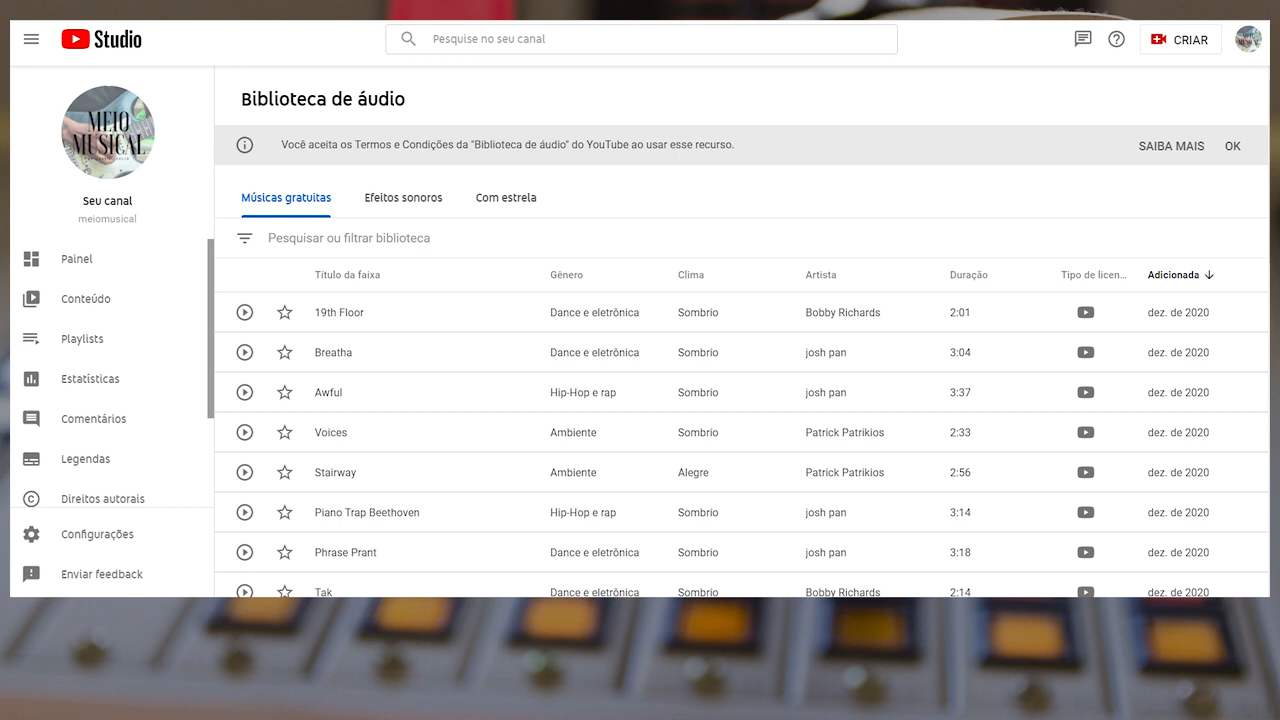 Studio
Pesquise no seu canal
CRIAR
MEIO
MUSICAL
Seu canal
meiomusical
Painel
Conteúdo
Playlists
Estatísticas
Comentários
Legendas
Direitos autorais
Configurações
Enviar feedback
Biblioteca de áudio
Você aceita os Termos e Condições da "Biblioteca de áudio" do YouTube ao usar esse recurso. SAIBA MAIS OK
Músicas gratuitas Efeitos sonoros Com estrela
Pesquisar ou filtrar biblioteca
Título da faixa Gênero Clima Artista Duração Tipo de licen... Adicionada
19th Floor Dance e eletrônica Sombrio Bobby Richards 2:01 dez. de 2020
Breatha Dance e eletrônica Sombrio josh pan 3:04 dez. de 2020
Awful Hip-Hop e rap Sombrio josh pan 3:37 dez. de 2020
Voices Ambiente Sombrio Patrick Patrikios 2:33 dez. de 2020
Stairway Ambiente Alegre Patrick Patrikios 2:56 dez. de 2020
Piano Trap Beethoven Hip-Hop e rap Sombrio josh pan 3:14 dez. de 2020
Phrase Prant Dance e eletrônica Sombrio josh pan 3:18 dez. de 2020
Tak Dance e eletrônica Sombrio Bobby Richards 2:14 dez. de 2020